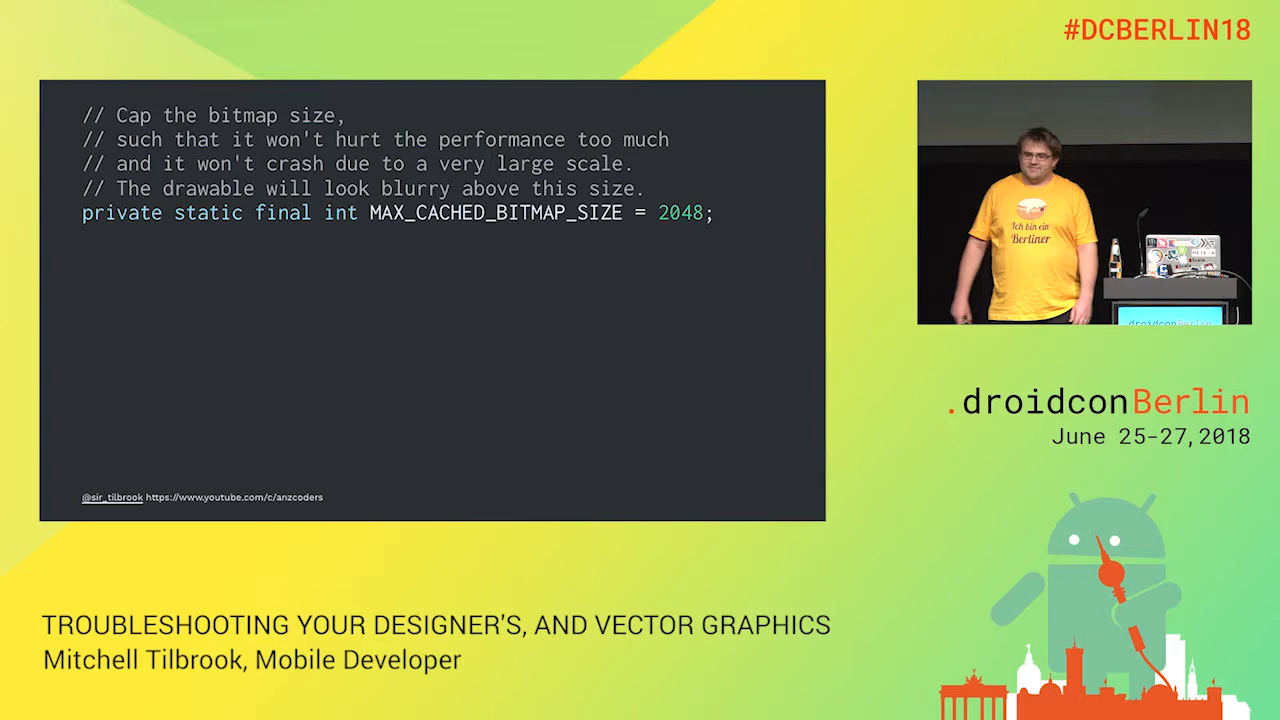 #DCBERLIN18
// Cap the bitmap size,
// such that it won't hurt the performance too much
// and it won't crash due to a very large scale.
// The drawable will look blurry above this size.
private static final int MAX_CACHED_BITMAP_SIZE = 2048;
@sir_tilbrook https://www.youtube.com/c/anzcoders
Ich bin ein
Berliner
droidconBerlin
.droidconBerlin
June 25-27, 2018
TROUBLESHOOTING YOUR DESIGNER'S, AND VECTOR GRAPHICS
Mitchell Tilbrook, Mobile Developer